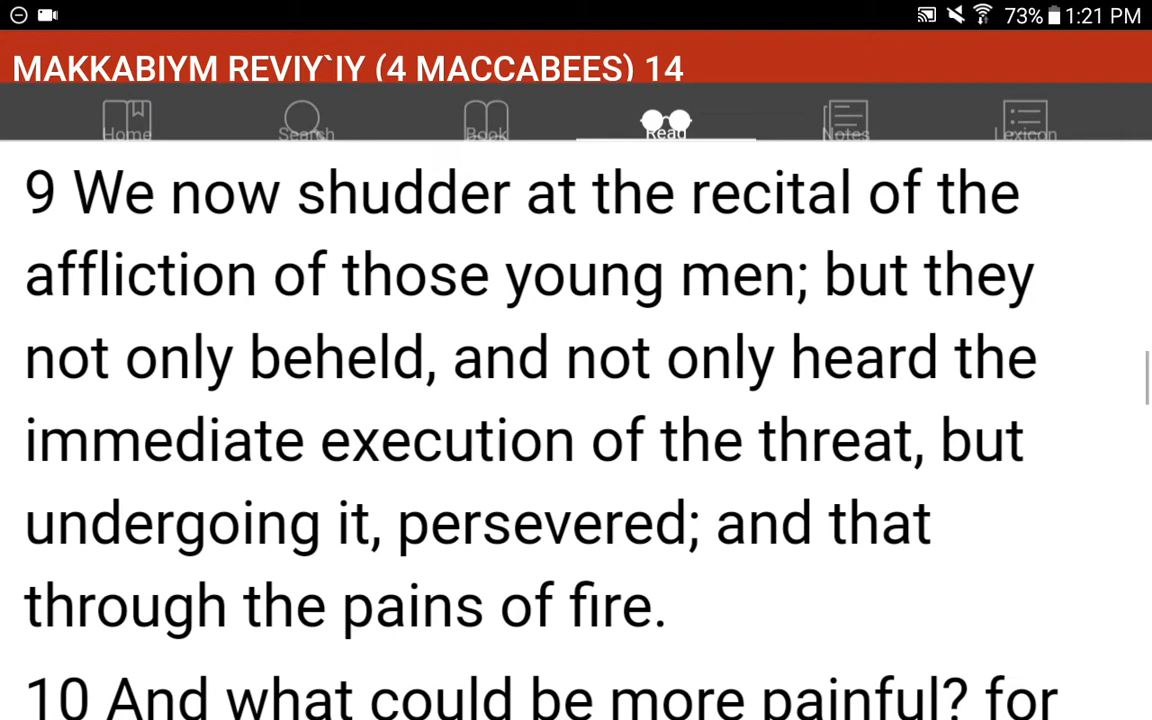 73% 1:21 PM
MAKKABIYM REVIY`IY (4 MACCABEES) 14
Home Search Book Read Notes Lexicon
9 We now shudder at the recital of the
affliction of those young men; but they
not only beheld, and not only heard the
immediate execution of the threat, but
undergoing it, persevered; and that
through the pains of fire.
10 And what could be more painful? for